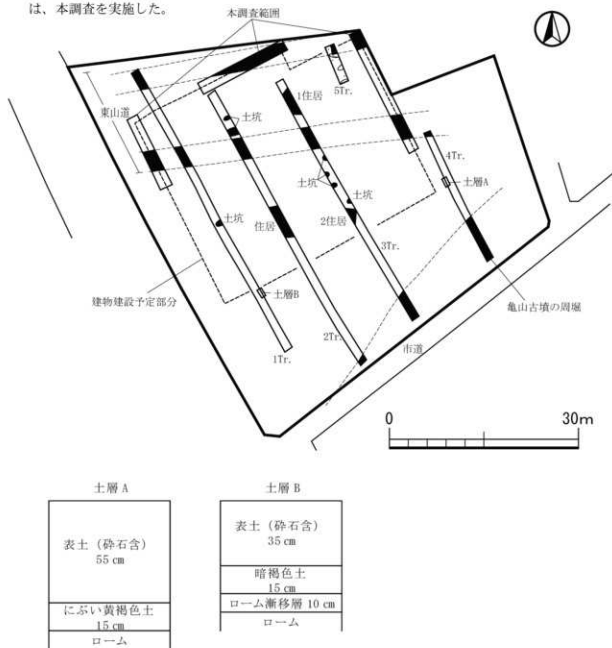 は、本調査を実施した。
本調査範囲
東山道
1住居
5Tr.
土坑
土坑
土坑
4Tr.
土層A
土坑
住居
2住居
3Tr.
建物建設予定部分
土層B
亀山古墳の周堀
1Tr.
2Tr.
市道
0
30m
土層 A
土層 B
表土（砕石含）
55 cm
表土（砕石含）
35 cm
暗褐色土
15 cm
にぶい黄褐色土
15 cm
ローム漸移層 10 cm
ローム
ローム